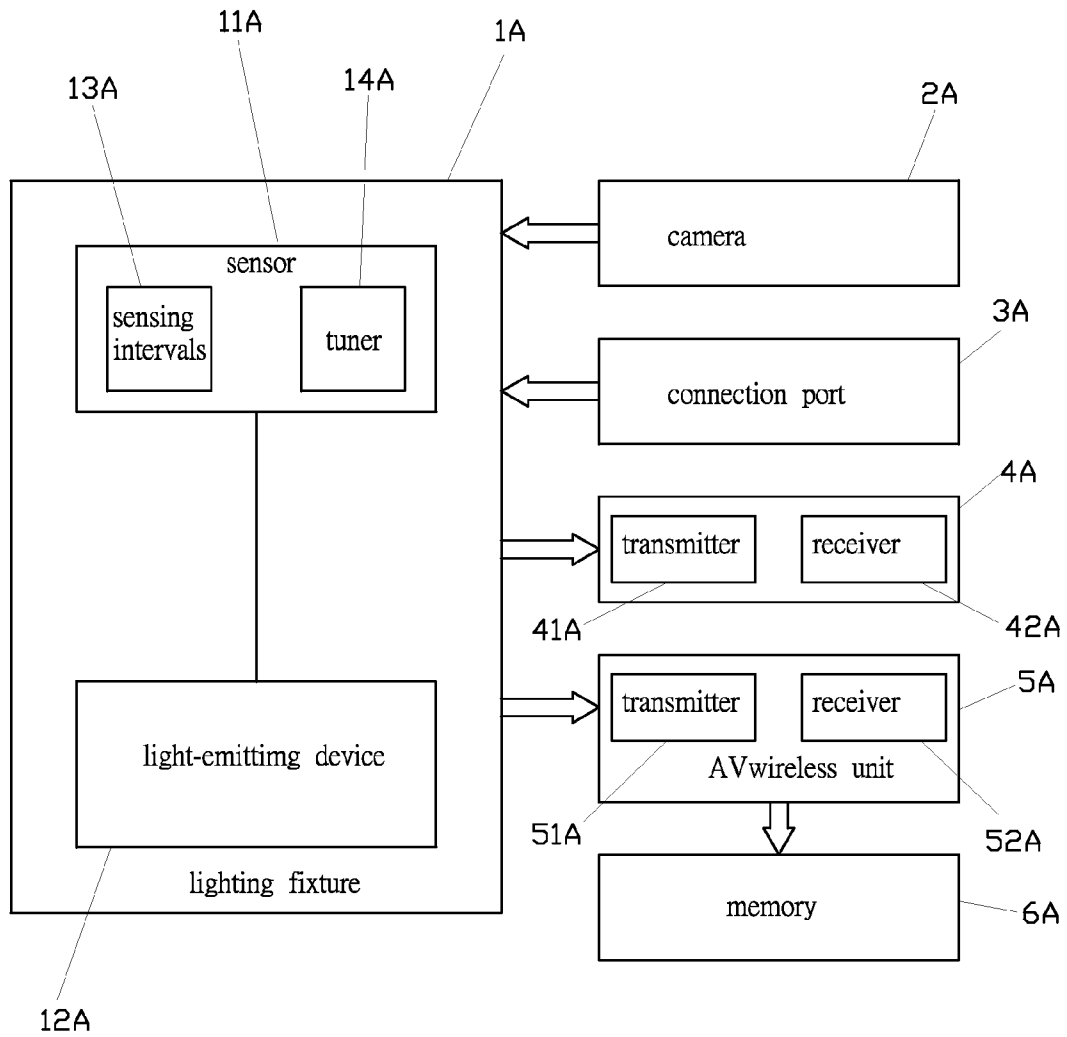 11A
1A
13A
14A
2A
sensor
camera
sensing
intervals
tuner
3A
connection port
4A
transmitter
receiver
41A
42A
5A
transmitter
receiver
light-emittimg device
AVwireless unit
51A
52A
lighting fixture
memory
6A
12A